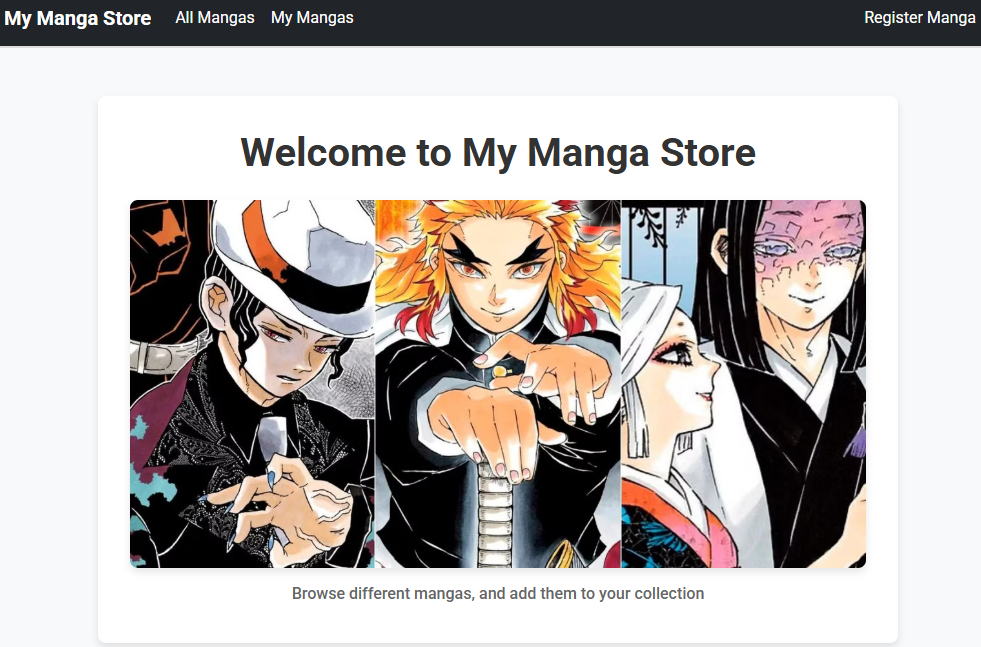 My Manga Store All Mangas My Mangas Register Manga
Welcome to My Manga Store
Browse different mangas, and add them to your collection